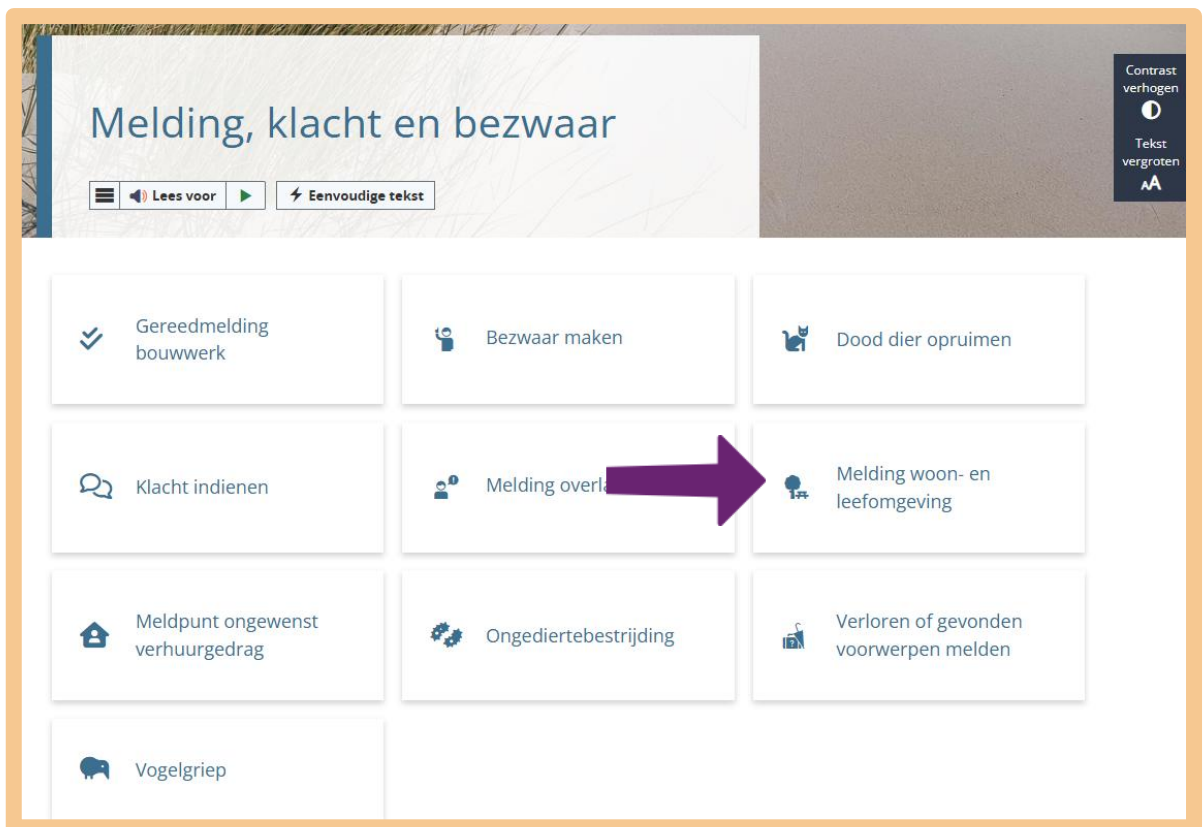 Melding, klacht en bezwaar
Lees voor
Eenvoudige tekst
Contrast
verhogen
Tekst
vergroten
AA
Gereedmelding
bouwwerk
Bezwaar maken
Dood dier opruimen
Klacht indienen
Melding
Melding woon- en
leefomgeving
Meldpunt ongewenst
verhuurgedrag
Ongediertebestrijding
Verloren of gevonden
voorwerpen melden
Vogelgriep